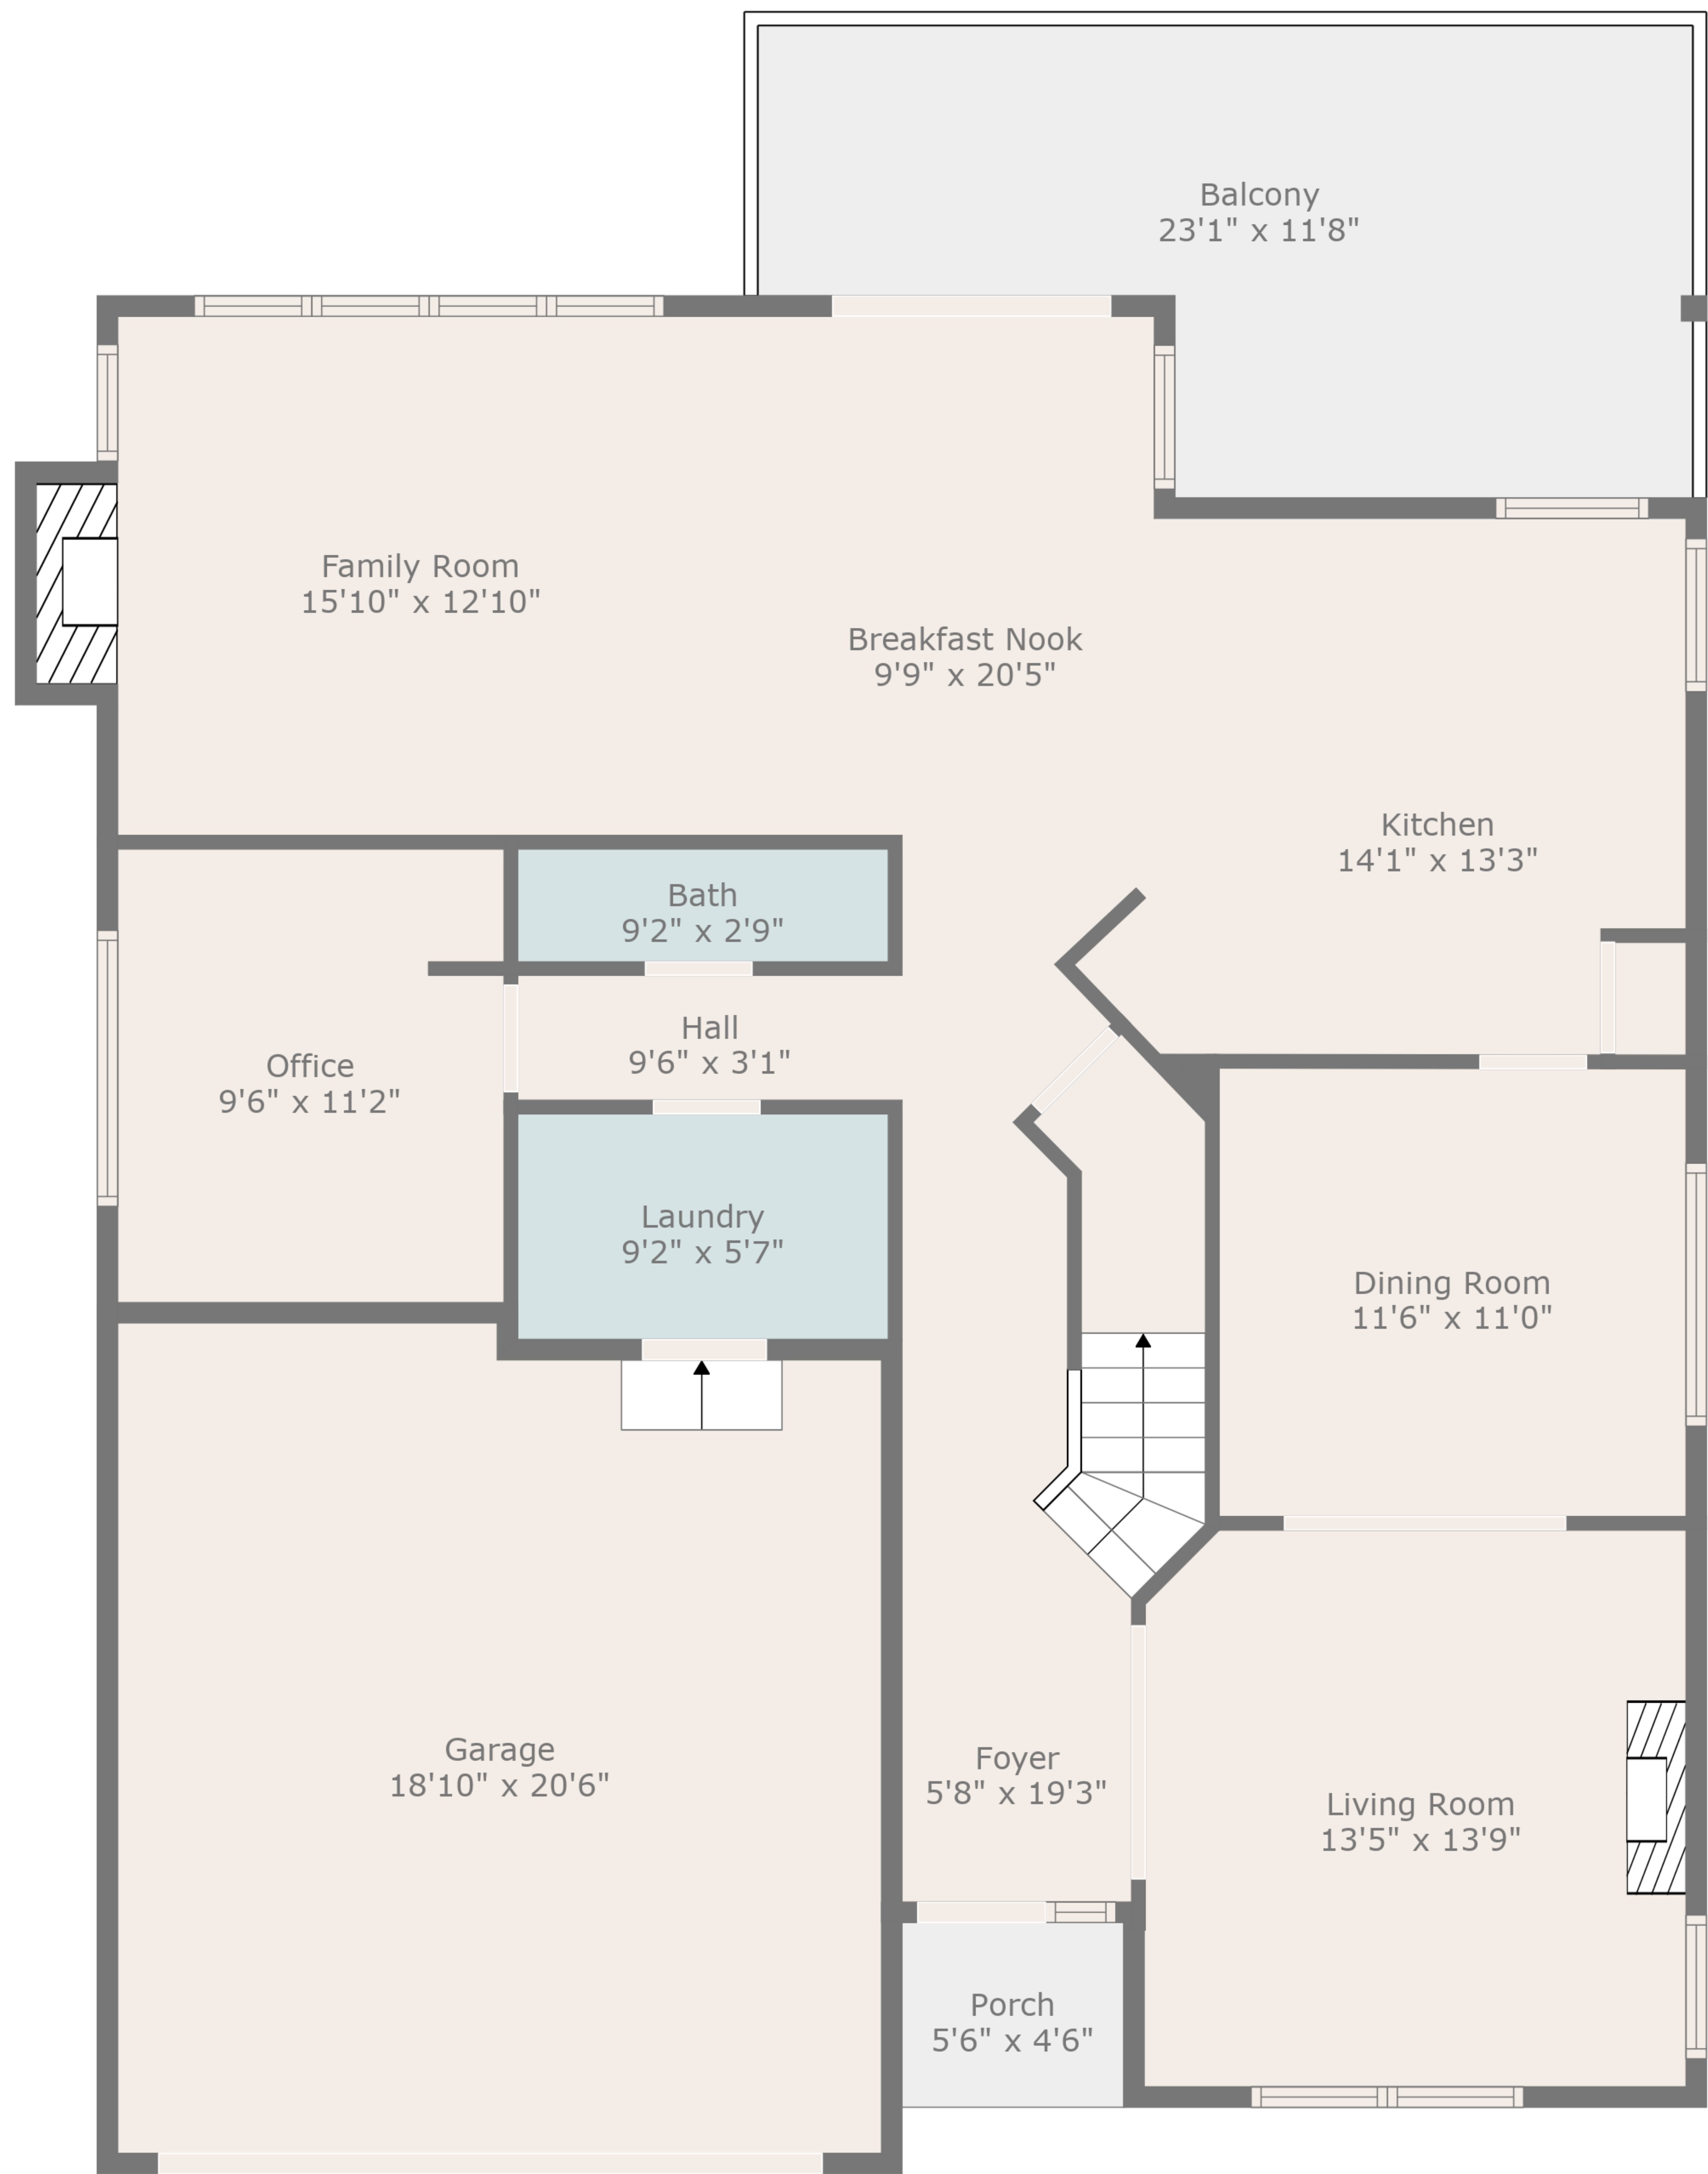 Balcony
23'1" x 11'8"
Family Room
15'10" x 12'10"
Breakfast Nook
9'9" x 20'5"
Kitchen
14'1" x 13'3"
Bath
9'2" x 2'9"
Hall
9'6" x 3'1"
Office
9'6" x 11'2"
Laundry
9'2" x 5'7"
Dining Room
11'6" x 11'0"
Garage
18'10" x 20'6"
Foyer
5'8" x 19'3"
Living Room
13'5" x 13'9"
Porch
5'6" x 4'6"